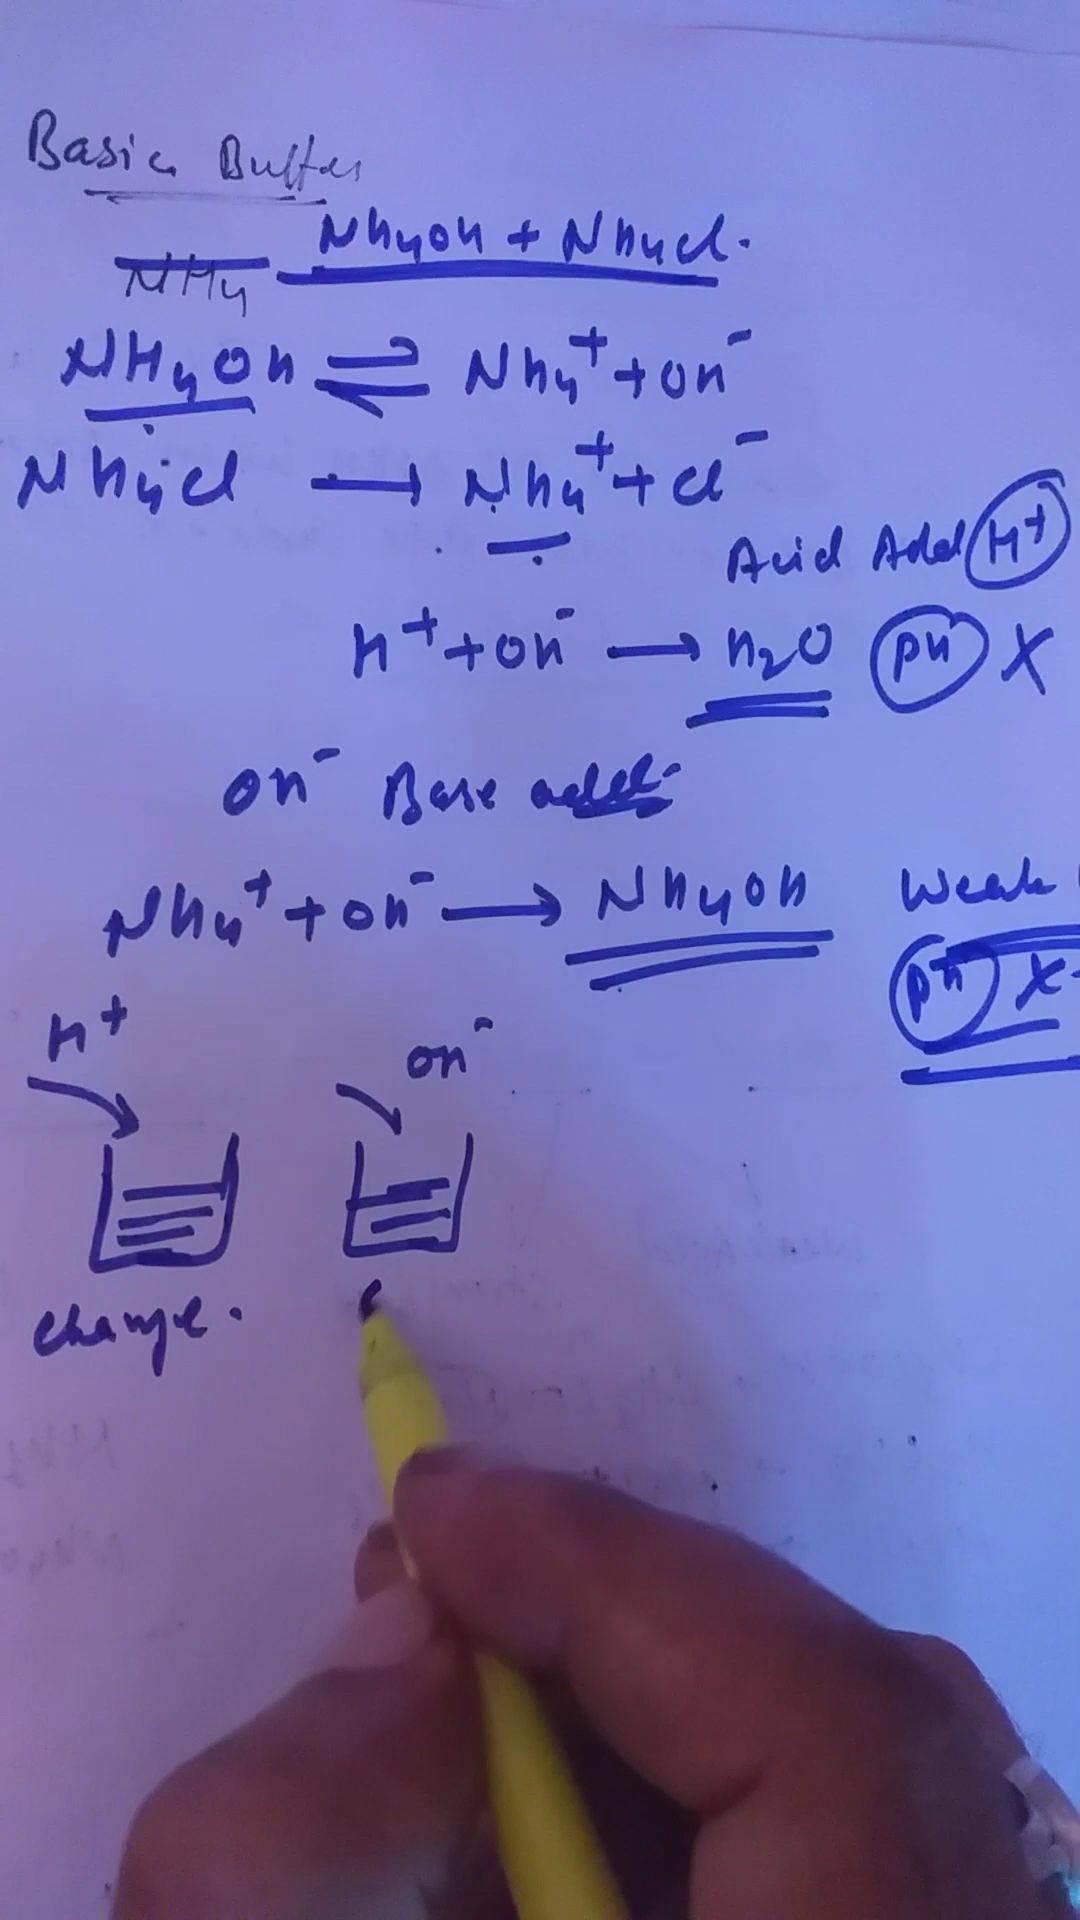 Basic Buffer
NH4OH + NH4Cl.
NH4
NH4OH ⇌ NH4⁺ + OH⁻
NH4Cl → NH4⁺ + Cl⁻
Acid Add H⁺
H⁺ + OH⁻ → H2O pH X
OH⁻ Base add
NH4⁺ + OH⁻ → NH4OH Weak
pH X
H⁺ OH⁻
change.